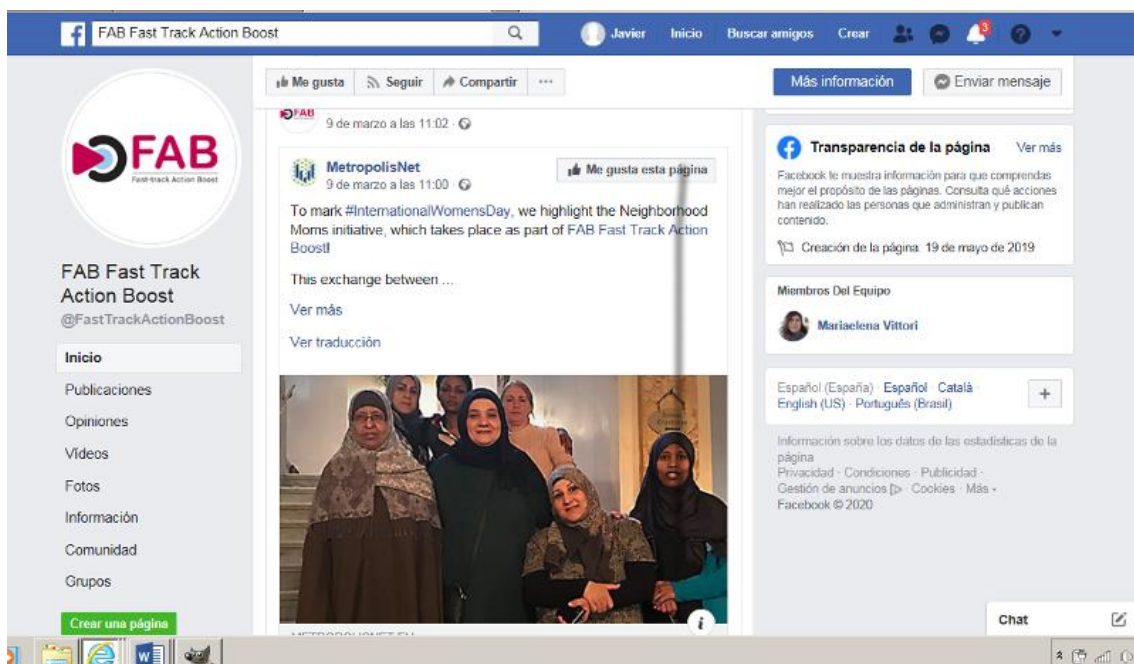 FAB Fast Track Action Boost
Javier
Inicio
Buscar amigos
Crear
3
FAB
Fast-track Action Boost
FAB Fast Track
Action Boost
@FastTrackActionBoost
Inicio
Publicaciones
Opiniones
Vídeos
Fotos
Información
Comunidad
Grupos
Crear una página
Me gusta Seguir Compartir ...
Más información
Enviar mensaje
FAB
9 de marzo a las 11:02 ·
MetropolisNet
Me gusta esta página
9 de marzo a las 11:00 ·
To mark #InternationalWomensDay, we highlight the Neighborhood
Moms initiative, which takes place as part of FAB Fast Track Action
Boost!
This exchange between ...
Ver más
Ver traducción
i
Transparencia de la página Ver más
Facebook te muestra información para que comprendas
mejor el propósito de las páginas. Consulta qué acciones
han realizado las personas que administran y publican
contenido.
Creación de la página: 19 de mayo de 2019
Miembros Del Equipo
Mariaelena Vittori
Español (España) · Español · Català ·
English (US) · Português (Brasil)
+
Información sobre los datos de las estadísticas de la
página
Privacidad · Condiciones · Publicidad ·
Gestión de anuncios · Cookies · Más
Facebook © 2020
Chat